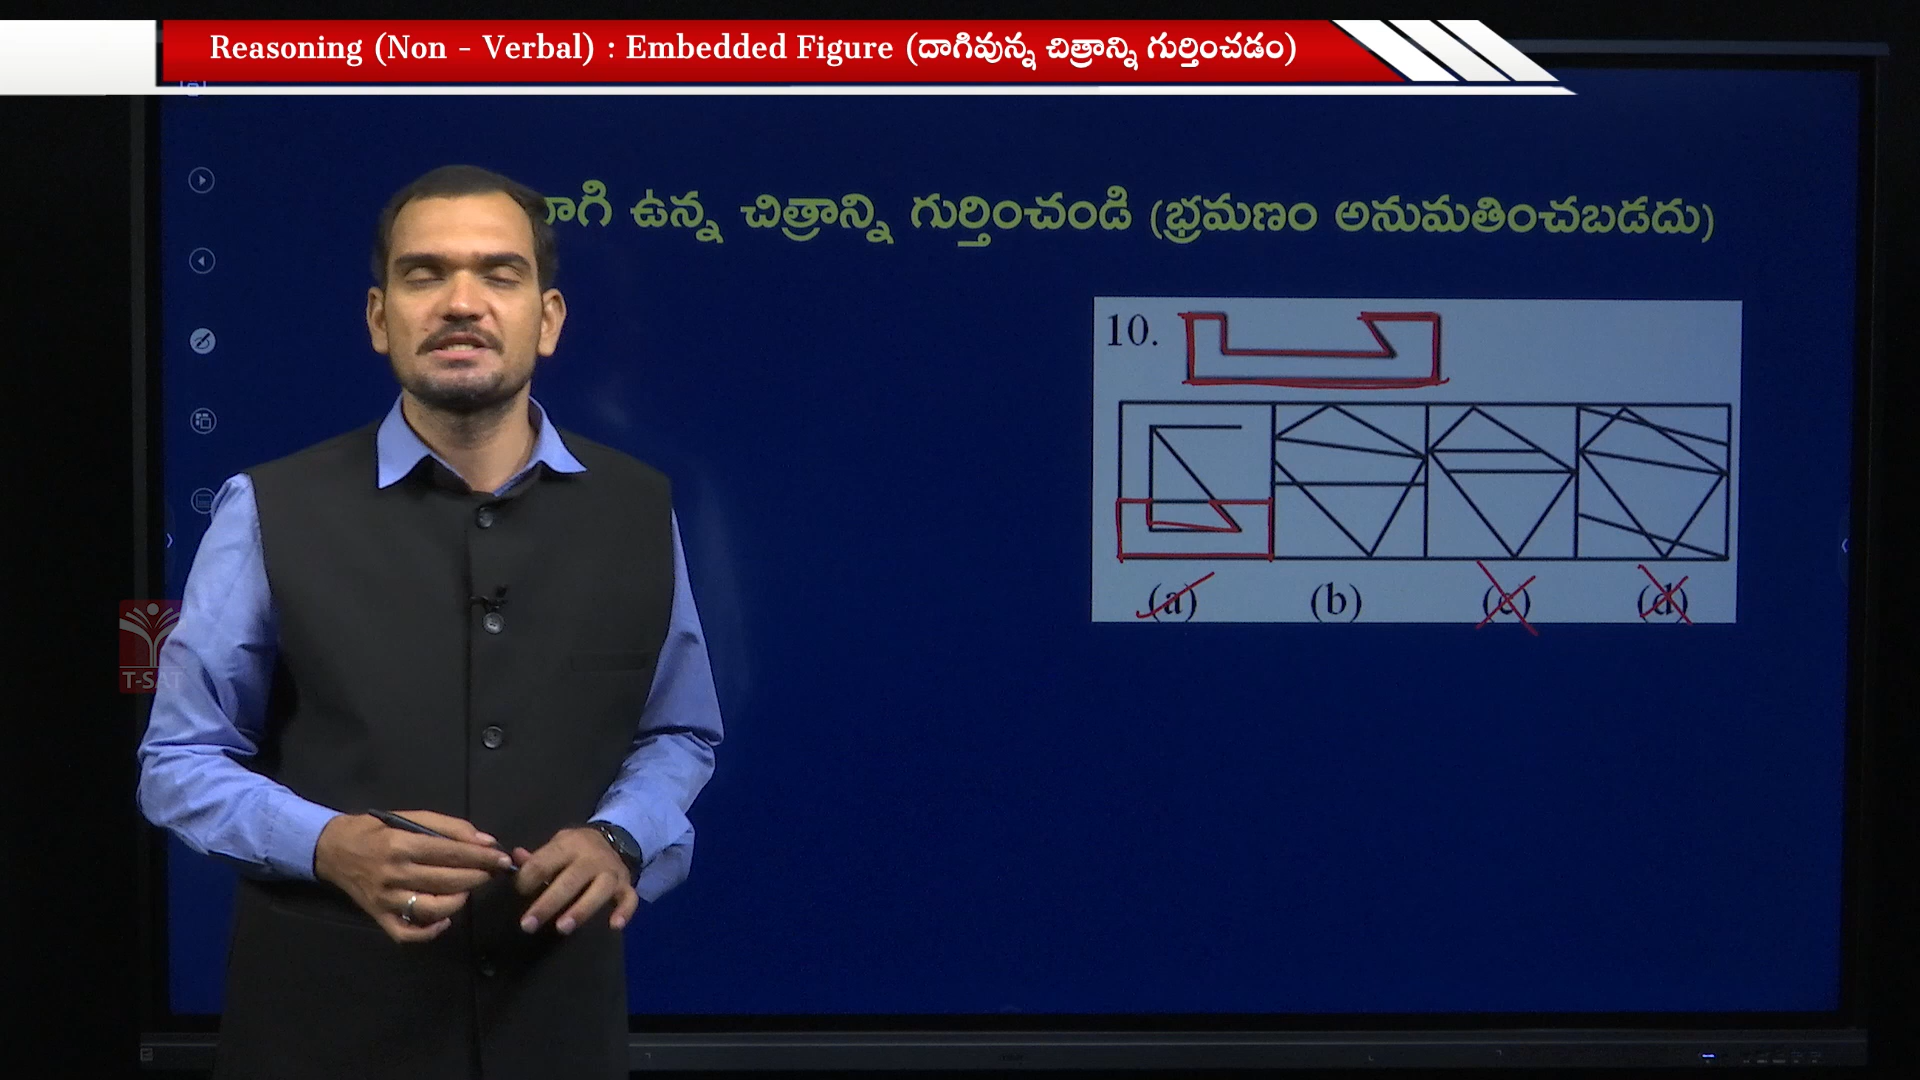 Reasoning (Non - Verbal) : Embedded Figure (దాగివున్న చిత్రాన్ని గుర్తించడం)
ఉన్న చిత్రాన్ని గుర్తించండి (భ్రమణం అనుమతించబడదు)
10.
(a) (b) (c) (d)
T-SAT